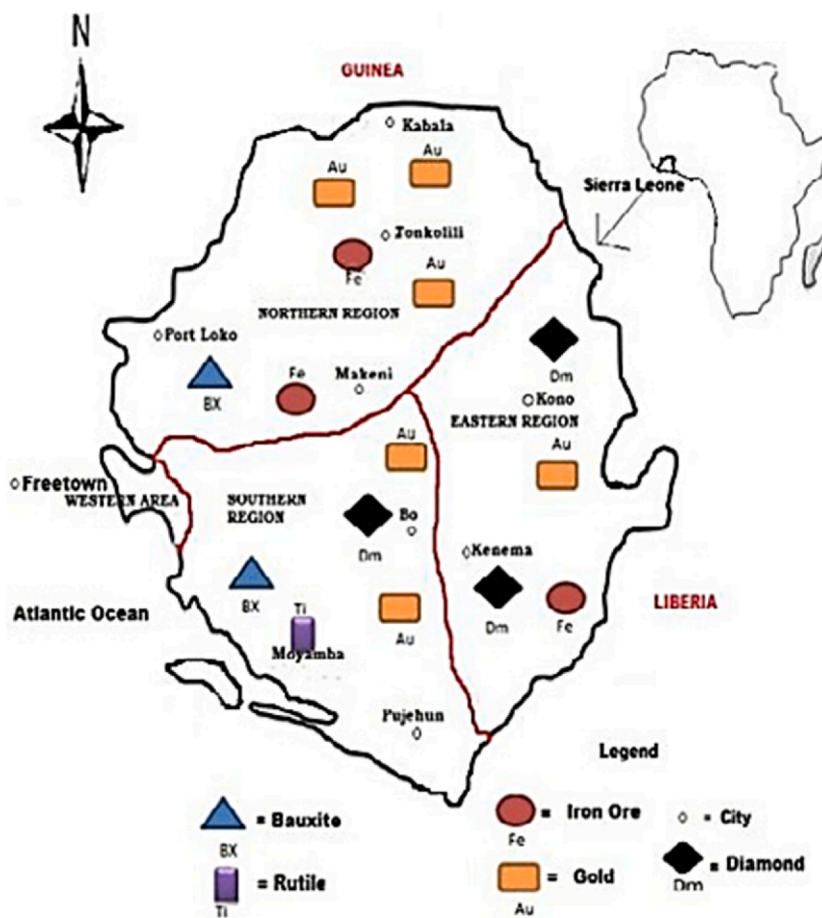 N
GUINEA
Kabala
Au
Au
Sierra Leone
Tonkolili
Fe
Au
NORTHERN REGION
Port Loko
BX
Fe
Makeni
Dm
Kono
EASTERN REGION
Au
Au
Freetown
WESTERN AREA
SOUTHERN
REGION
Dm
Bo
Kenema
BX
Ti
Moyamba
Au
Dm
Fe
LIBERIA
Atlantic Ocean
Pujehun
Legend
= Bauxite
BX
= Iron Ore
Fe
= City
= Rutile
Ti
= Gold
Au
= Diamond
Dm